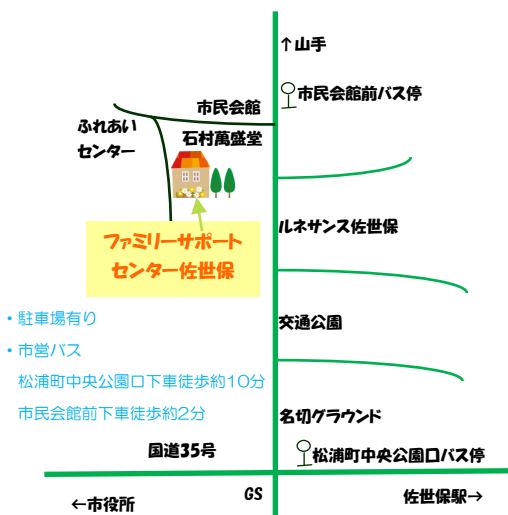 ↑山手
市民会館前バス停
市民会館
ふれあい
センター
石村萬盛堂
ルネサンス佐世保
ファミリーサポート
センター佐世保
・駐車場有り
・市営バス
松浦町中央公園口下車徒歩約10分
市民会館前下車徒歩約2分
交通公園
名切グラウンド
国道35号
松浦町中央公園口バス停
←市役所
GS
佐世保駅→